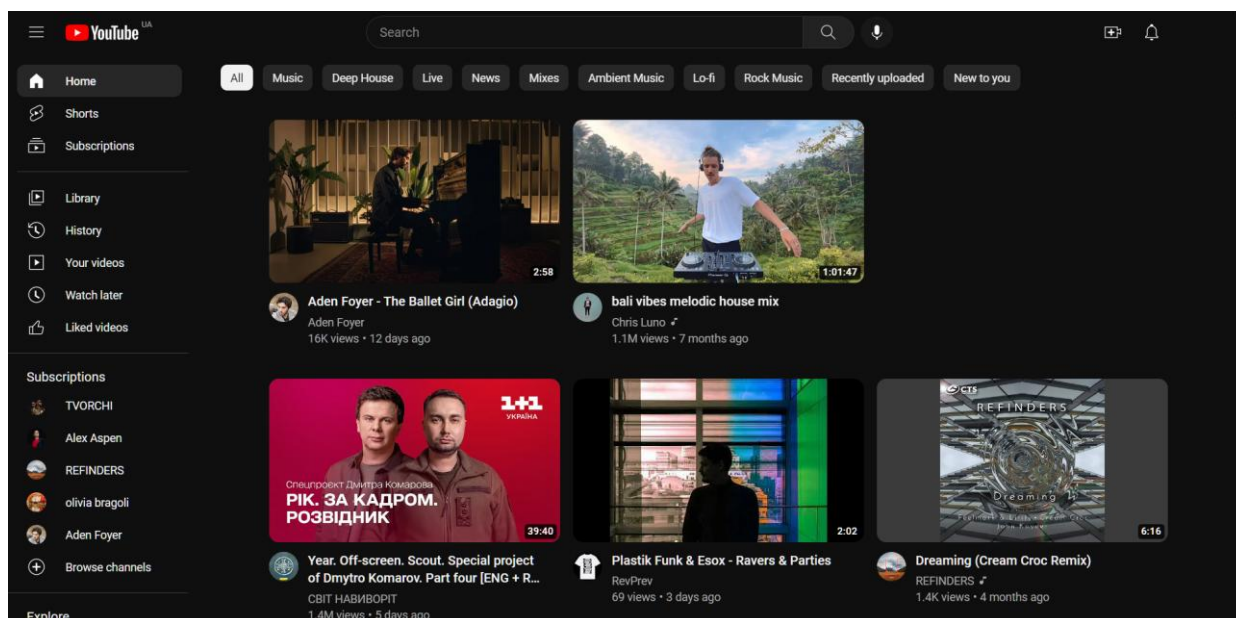 YouTube UA
Search
Home
Shorts
Subscriptions
Library
History
Your videos
Watch later
Liked videos
Subscriptions
TVORCHI
Alex Aspen
REFINDERS
olivia bragoli
Aden Foyer
Browse channels
Explore
All Music Deep House Live News Mixes Ambient Music Lo-fi Rock Music Recently uploaded New to you
2:58
Aden Foyer - The Ballet Girl (Adagio)
Aden Foyer
16K views • 12 days ago
1:01:47
bali vibes melodic house mix
Chris Luno
1.1M views • 7 months ago
1+1
УКРАЇНА
Спецпроєкт Дмитра Комарова
РІК. ЗА КАДРОМ.
РОЗВІДНИК
39:40
Year. Off-screen. Scout. Special project
of Dmytro Komarov. Part four [ENG + R...
СВІТ НАВИВОРІТ
1.4M views • 5 days ago
2:02
Plastik Funk & Esox - Ravers & Parties
RevPrev
69 views • 3 days ago
CTS
REFINDERS
Dreaming
6:16
Dreaming (Cream Croc Remix)
REFINDERS
1.4K views • 4 months ago